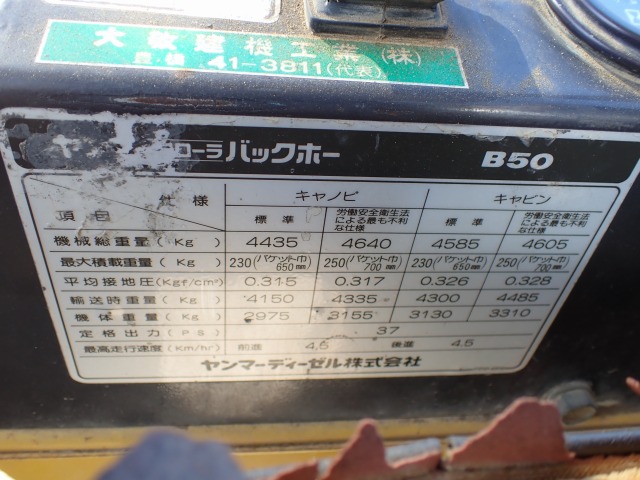 大敏建機工業(株)
長崎 41-3811(代表)
ローラバックホー B50
仕様 キャノピ キャビン
項目 標準 労働安全衛生法による最も不利な仕様 標準 労働安全衛生法による最も不利な仕様
機械総重量(Kg) 4435 4640 4585 4605
最大積載重量(Kg) 230(バケット巾650mm) 250(バケット巾700mm) 230(バケット巾650mm) 250(バケット巾700mm)
平均接地圧(Kgf/cm²) 0.315 0.317 0.326 0.328
輸送時重量(Kg) 4150 4335 4300 4485
機体重量(Kg) 2975 3155 3130 3310
定格出力(PS) 37
最高走行速度(Km/hr) 前進 4.5 後進 4.5
ヤンマーディーゼル株式会社